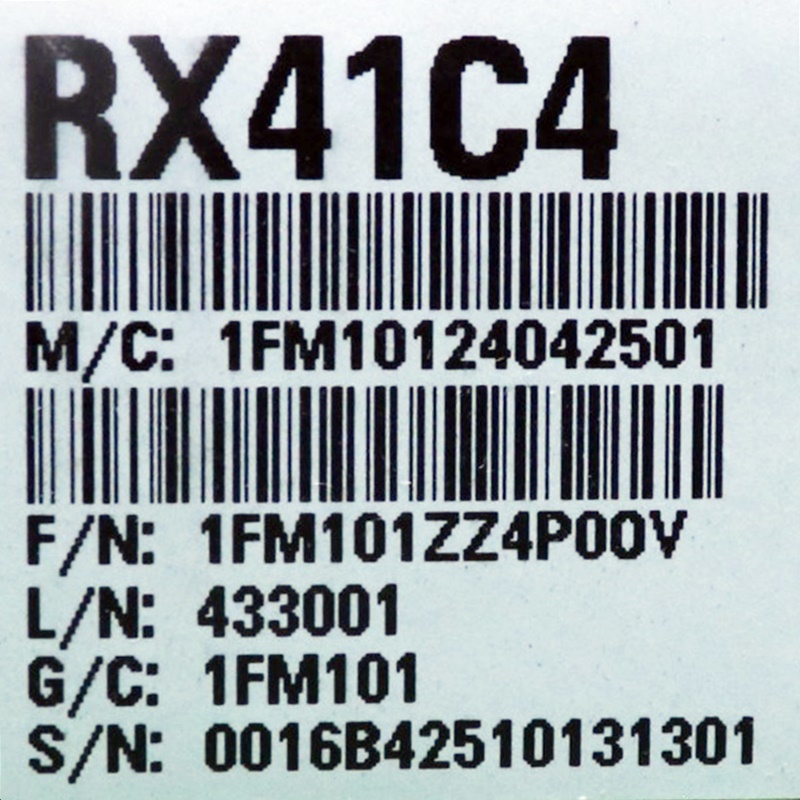 RX41C4
M/C: 1FM10124042501
F/N: 1FM101ZZ4P00V
L/N: 433001
G/C: 1FM101
S/N: 0016B42510131301